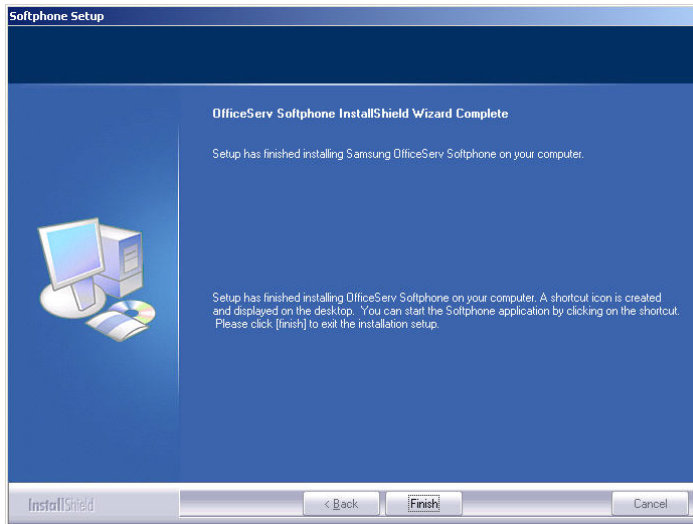 Softphone Setup
OfficeServ Softphone InstallShield Wizard Complete
Setup has finished installing Samsung OfficeServ Softphone on your computer.
Setup has finished installing OfficeServ Softphone on your computer. A shortcut icon is created
and displayed on the desktop. You can start the Softphone application by clicking on the shortcut.
Please click [finish] to exit the installation setup.
InstallShield
< Back
Finish
Cancel